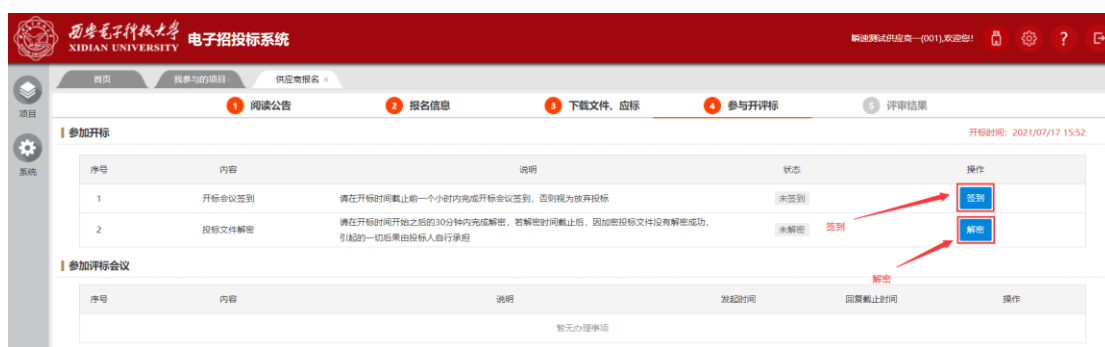 西安电子科技大学
XIDIAN UNIVERSITY
电子招投标系统
瞬速测试供应商一(001),欢迎您!
?
项目
系统
首页
我参与的项目 ×
供应商报名 ×
1 阅读公告
2 报名信息
3 下载文件、应标
4 参与开评标
5 评审结果
参加开标
开标时间：2021/07/17 15:52
序号 内容 说明 状态 操作
1 开标会议签到 请在开标时间截止前一个小时内完成开标会议签到，否则视为放弃投标 未签到 签到
2 投标文件解密 请在开标时间开始之后的30分钟内完成解密，若解密时间截止后，因加密投标文件没有解密成功，
引起的一切后果由投标人自行承担 未解密 解密
签到
解密
参加评标会议
序号 内容 说明 发起时间 回复截止时间 操作
暂无办理事项